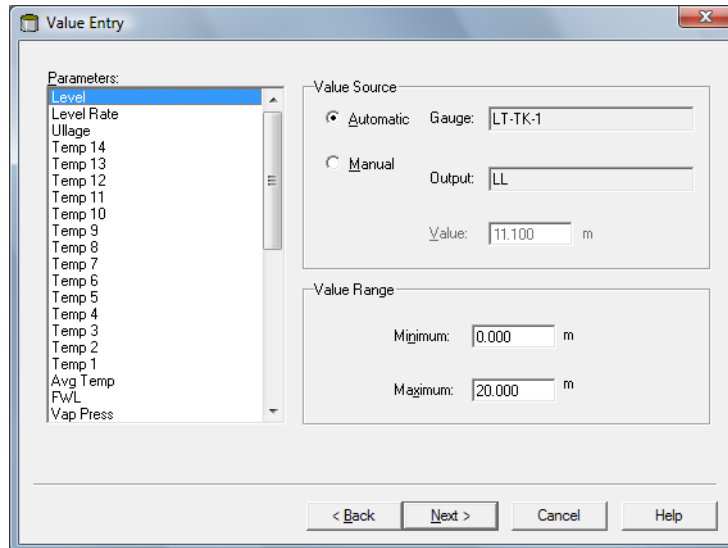 Value Entry
Parameters:
Level
Level Rate
Ullage
Temp 14
Temp 13
Temp 12
Temp 11
Temp 10
Temp 9
Temp 8
Temp 7
Temp 6
Temp 5
Temp 4
Temp 3
Temp 2
Temp 1
Avg Temp
FWL
Vap Press
Value Source
Automatic Gauge: LT-TK-1
Manual
Output: LL
Value: 11.100 m
Value Range
Minimum: 0.000 m
Maximum: 20.000 m
< Back Next > Cancel Help